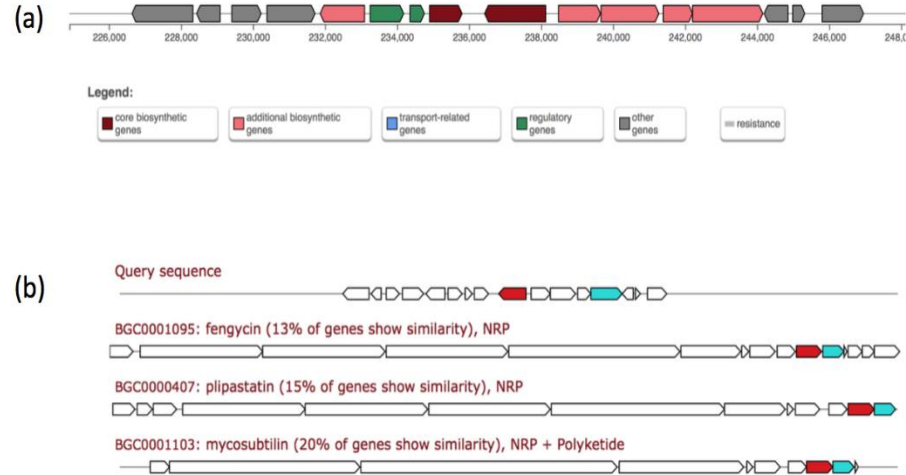 (a)
226,000 228,000 230,000 232,000 234,000 236,000 238,000 240,000 242,000 244,000 246,000 248,0
Legend:
core biosynthetic
genes
additional biosynthetic
genes
transport-related
genes
regulatory
genes
other
genes
resistance
(b)
Query sequence
BGC0001095: fengycin (13% of genes show similarity), NRP
BGC0000407: plipastatin (15% of genes show similarity), NRP
BGC0001103: mycosubtilin (20% of genes show similarity), NRP + Polyketide